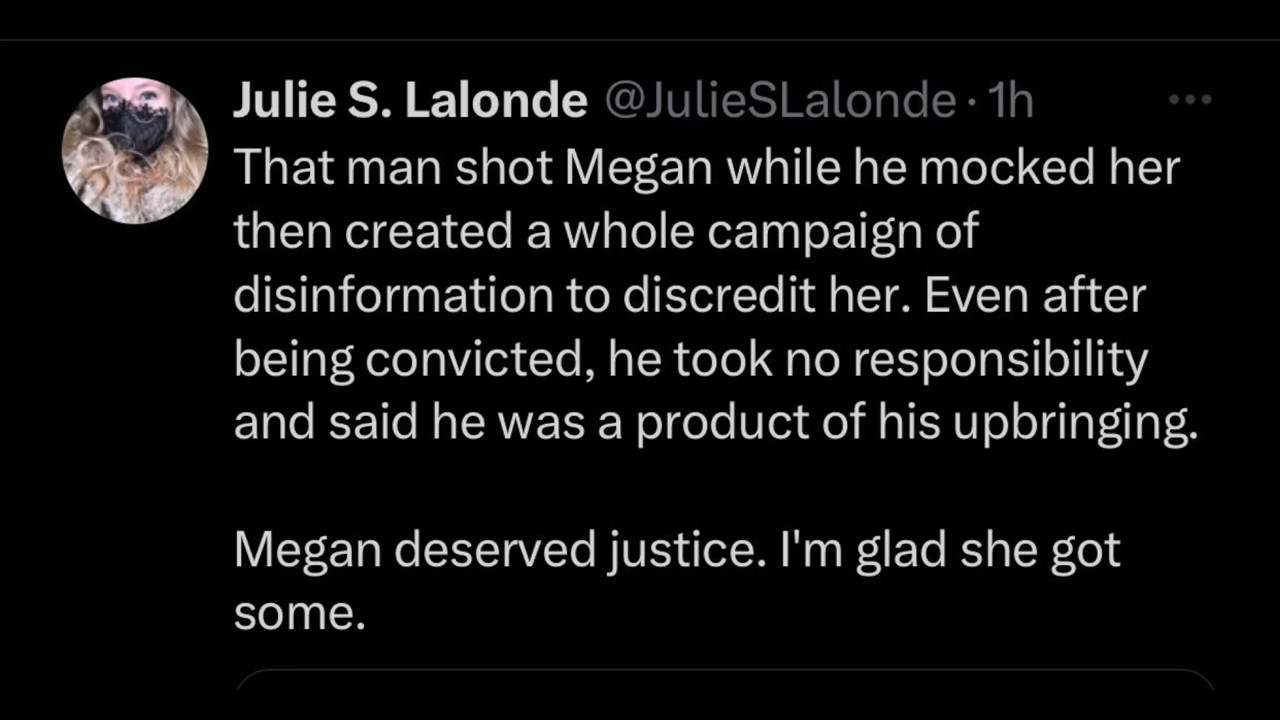 Julie S. Lalonde @JulieSLalonde · 1h
That man shot Megan while he mocked her
then created a whole campaign of
disinformation to discredit her. Even after
being convicted, he took no responsibility
and said he was a product of his upbringing.
Megan deserved justice. I'm glad she got
some.